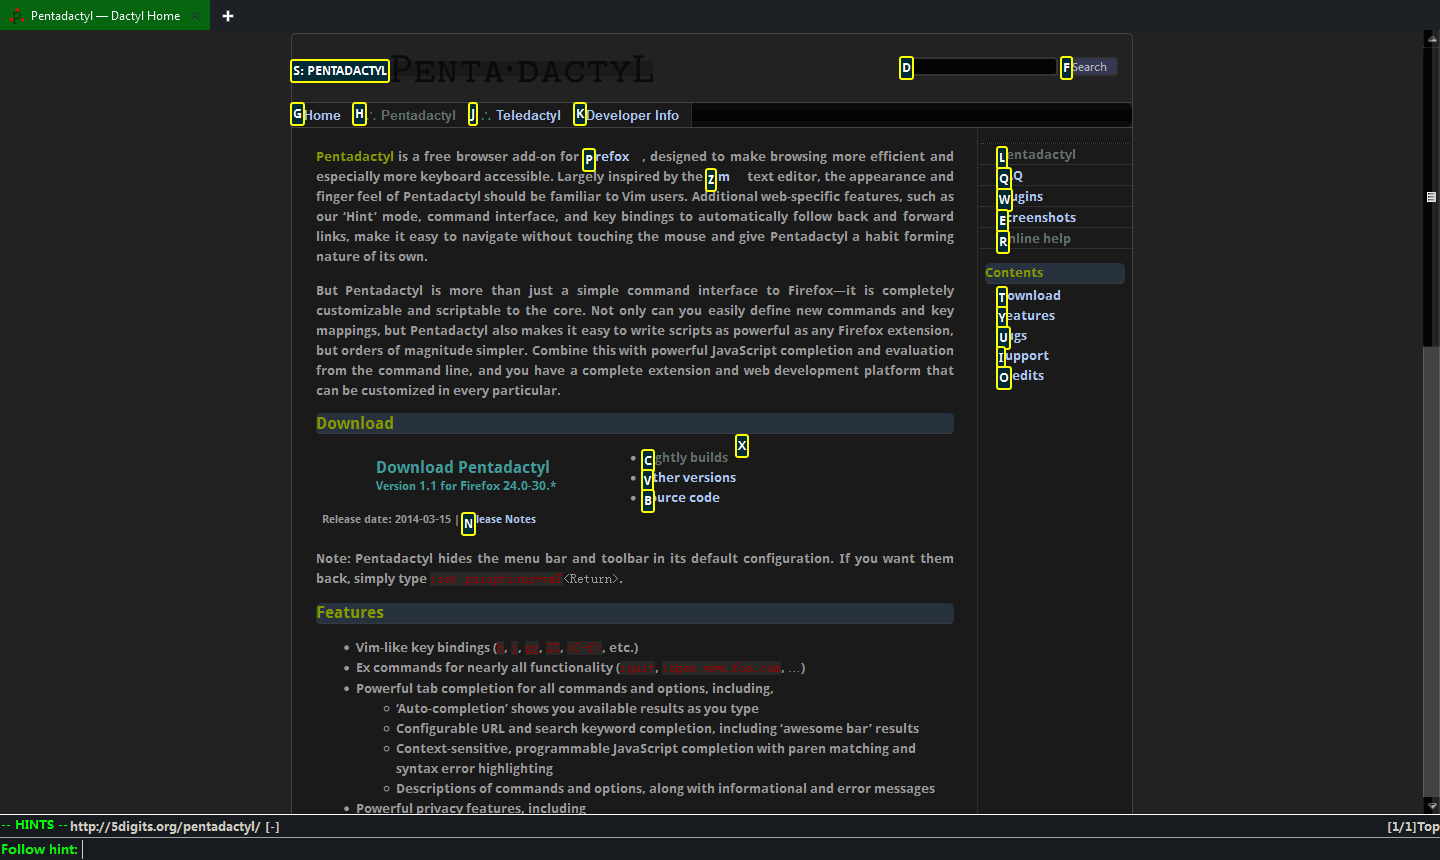 Pentadactyl — Dactyl Home
S: PENTADACTYL PENTA·DACTYL
D
F Search
G Home H ∴ Pentadactyl J ∴ Teledactyl K Developer Info
Pentadactyl is a free browser add-on for P refox , designed to make browsing more efficient and
especially more keyboard accessible. Largely inspired by the Z m text editor, the appearance and
finger feel of Pentadactyl should be familiar to Vim users. Additional web-specific features, such as
our ‘Hint’ mode, command interface, and key bindings to automatically follow back and forward
links, make it easy to navigate without touching the mouse and give Pentadactyl a habit forming
nature of its own.
But Pentadactyl is more than just a simple command interface to Firefox—it is completely
customizable and scriptable to the core. Not only can you easily define new commands and key
mappings, but Pentadactyl also makes it easy to write scripts as powerful as any Firefox extension,
but orders of magnitude simpler. Combine this with powerful JavaScript completion and evaluation
from the command line, and you have a complete extension and web development platform that
can be customized in every particular.
Download
Download Pentadactyl
Version 1.1 for Firefox 24.0-30.*
Release date: 2014-03-15 | N lease Notes
X
C ghtly builds
V ther versions
B ource code
Note: Pentadactyl hides the menu bar and toolbar in its default configuration. If you want them
back, simply type <Return>.
Features
Vim-like key bindings ( , , , , , etc.)
Ex commands for nearly all functionality ( , , …)
Powerful tab completion for all commands and options, including,
‘Auto-completion’ shows you available results as you type
Configurable URL and search keyword completion, including ‘awesome bar’ results
Context-sensitive, programmable JavaScript completion with paren matching and
syntax error highlighting
Descriptions of commands and options, along with informational and error messages
Powerful privacy features, including
L entadactyl
Q Q
W ugins
E creenshots
R nline help
Contents
T ownload
Y eatures
U gs
I upport
O edits
-- HINTS -- http://5digits.org/pentadactyl/ [-]
[1/1]Top
Follow hint: